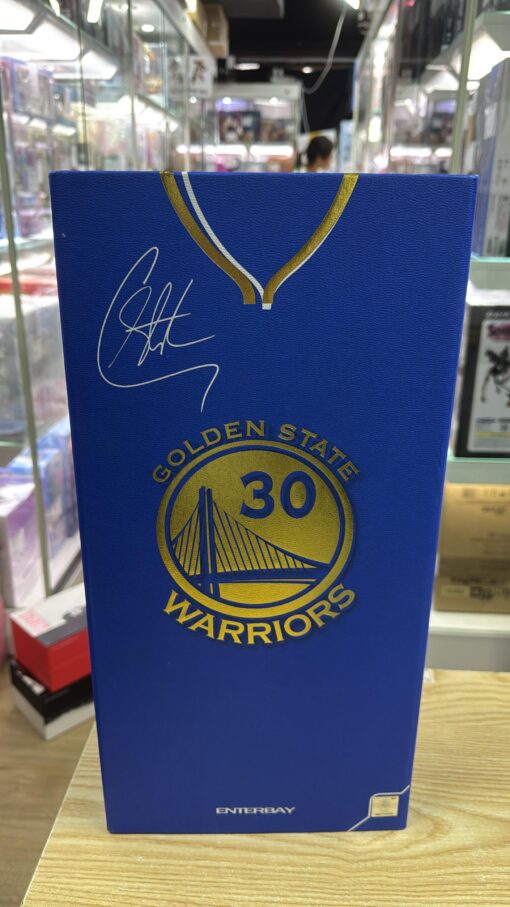 GOLDEN STATE
30
WARRIORS
ENTERBAY